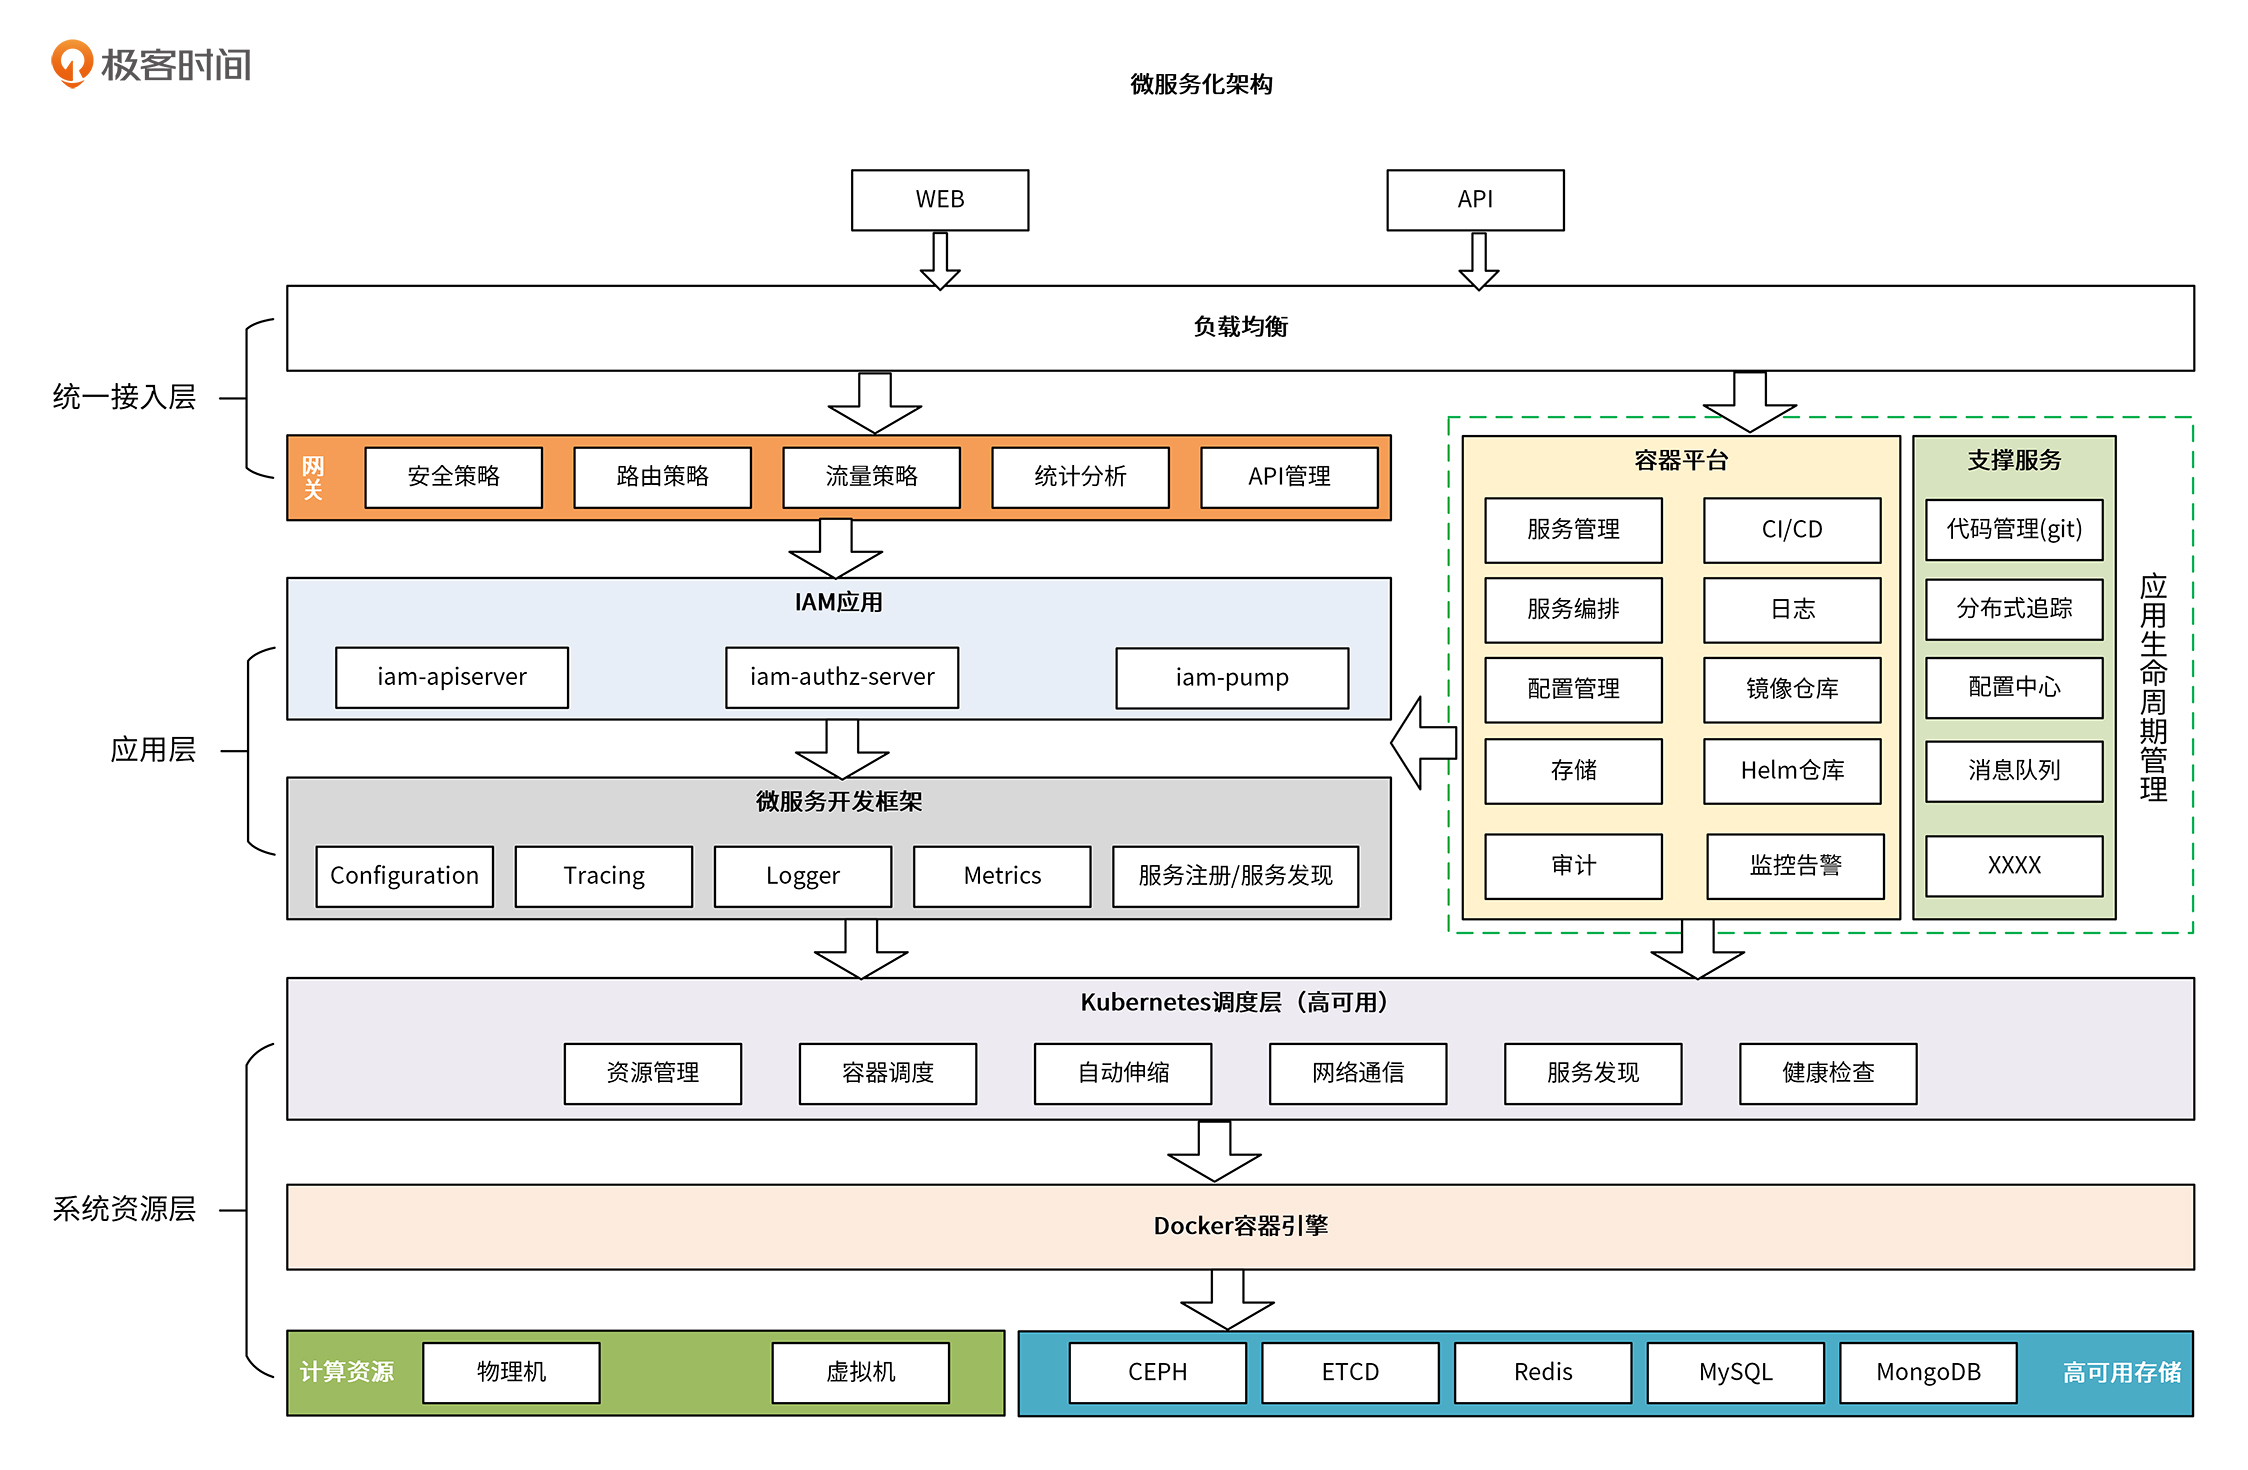 极客时间
微服务化架构
WEB
API
负载均衡
统一接入层
网关
安全策略
路由策略
流量策略
统计分析
API管理
IAM应用
iam-apiserver
iam-authz-server
iam-pump
应用层
微服务开发框架
Configuration
Tracing
Logger
Metrics
服务注册/服务发现
容器平台
服务管理
CI/CD
服务编排
日志
配置管理
镜像仓库
存储
Helm仓库
审计
监控告警
支撑服务
代码管理(git)
分布式追踪
配置中心
消息队列
XXXX
应用生命周期管理
Kubernetes调度层（高可用）
资源管理
容器调度
自动伸缩
网络通信
服务发现
健康检查
系统资源层
Docker容器引擎
计算资源
物理机
虚拟机
CEPH
ETCD
Redis
MySQL
MongoDB
高可用存储